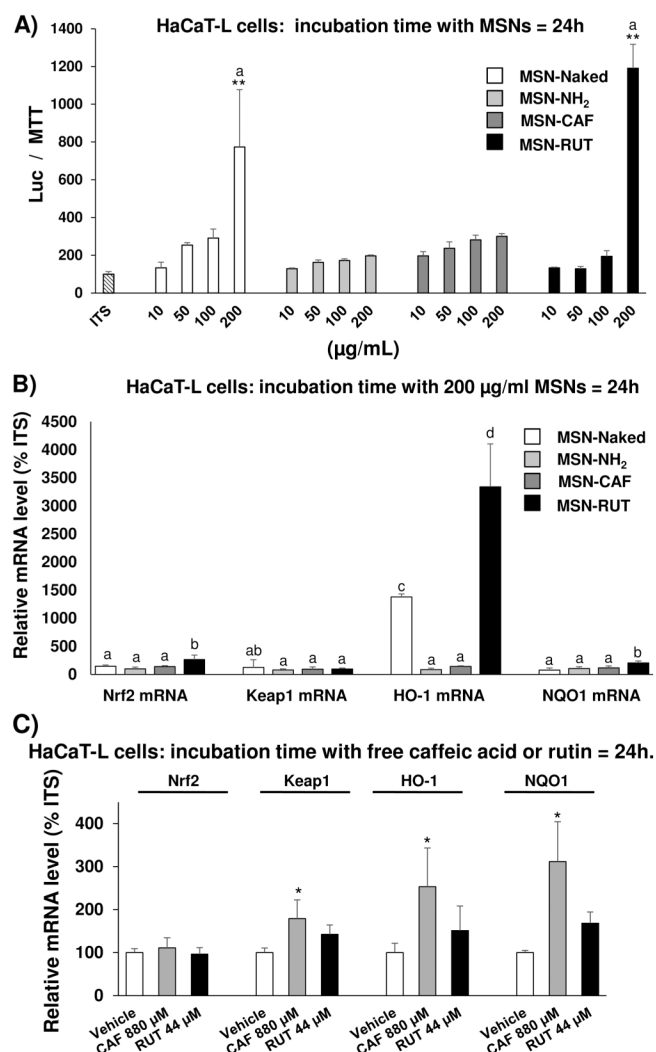 A)
HaCaT-L cells: incubation time with MSNs = 24h
Luc / MTT
1400
1200
1000
800
600
400
200
0
a
**
a
**
MSN-Naked
MSN-NH₂
MSN-CAF
MSN-RUT
ITS
10
50
100
200
10
50
100
200
10
50
100
200
10
50
100
200
(µg/mL)
B)
HaCaT-L cells: incubation time with 200 µg/ml MSNs = 24h
Relative mRNA level (% ITS)
4500
4000
3500
3000
2500
2000
1500
1000
500
0
MSN-Naked
MSN-NH₂
MSN-CAF
MSN-RUT
a a a b
ab a a a
c a a d
a a a b
Nrf2 mRNA Keap1 mRNA HO-1 mRNA NQO1 mRNA
C)
HaCaT-L cells: incubation time with free caffeic acid or rutin = 24h.
Nrf2 Keap1 HO-1 NQO1
Relative mRNA level (% ITS)
400
300
200
100
0
*
*
*
Vehicle
CAF 880 µM
RUT 44 µM
Vehicle
CAF 880 µM
RUT 44 µM
Vehicle
CAF 880 µM
RUT 44 µM
Vehicle
CAF 880 µM
RUT 44 µM